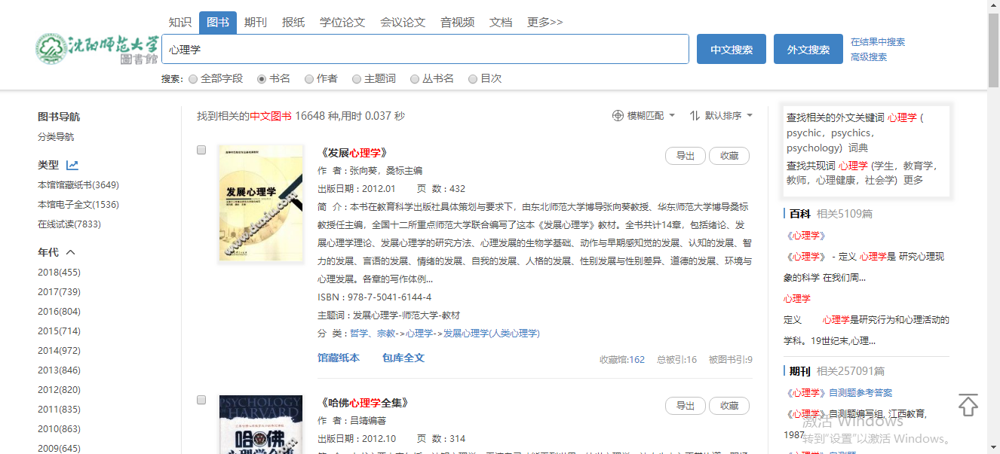 知识 图书 期刊 报纸 学位论文 会议论文 音视频 文档 更多>>
沈阳师范大学
圖書館
心理学
中文搜索 外文搜索
在结果中搜索
高级搜索
搜索: 全部字段 书名 作者 主题词 丛书名 目次
图书导航
分类导航
类型
本馆馆藏纸书(3649)
本馆电子全文(1536)
在线试读(7833)
年代
2018(455)
2017(739)
2016(804)
2015(714)
2014(972)
2013(846)
2012(820)
2011(835)
2010(863)
2009(645)
找到相关的中文图书 16648 种,用时 0.037 秒
模糊匹配 默认排序
发展心理学
www.duxiu.com
《发展心理学》
导出 收藏
作 者 : 张向葵，桑标主编
出版日期 : 2012.01 页 数 : 432
简 介 : 本书在教育科学出版社具体策划与要求下，由东北师范大学博导张向葵教授、华东师范大学博导桑标
教授任主编，全国十二所重点师范大学联合编写了这本《发展心理学》教材。全书共计14章，包括绪论、发
展心理学理论、发展心理学的研究方法、心理发展的生物学基础、动作与早期感知觉的发展、认知的发展、智
力的发展、言语的发展、情绪的发展、自我的发展、人格的发展、性别发展与性别差异、道德的发展、环境与
心理发展。各章的写作体例...
ISBN : 978-7-5041-6144-4
主题词 : 发展心理学-师范大学-教材
分 类 : 哲学、宗教->心理学->发展心理学(人类心理学)
馆藏纸本 包库全文
收藏馆:162 总被引:16 被图书引:9
PSYCHOLOGY
HARVARD
哈佛
《哈佛心理学全集》
导出 收藏
作 者 : 吕靖编著
出版日期 : 2012.10 页 数 : 314
查找相关的外文关键词 心理学 (
psychic，psychics，
psychology) 词典
查找共现词 心理学 (学生，教育学，
教师，心理健康，社会学) 更多
百科 相关5109篇
《心理学》
《心理学》 - 定义 心理学是 研究心理现
象的科学 在我们周...
心理学
定义 心理学是研究行为和心理活动的
学科。19世纪末,心理...
期刊 相关257091篇
《心理学》自测题参考答案
《心理学》自测题编写组, 江西教育,
1987
激活 Windows
转到“设置”以激活 Windows。